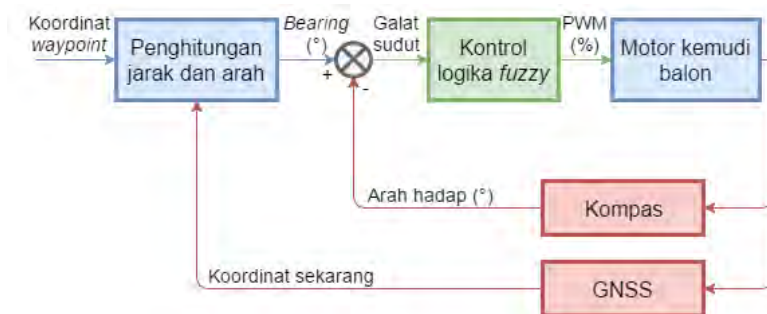 Koordinat
waypoint
Penghitungan
jarak dan arah
Bearing
(°)
+
-
Galat
sudut
Kontrol
logika fuzzy
PWM
(%)
Motor kemudi
balon
Arah hadap (°)
Kompas
Koordinat sekarang
GNSS